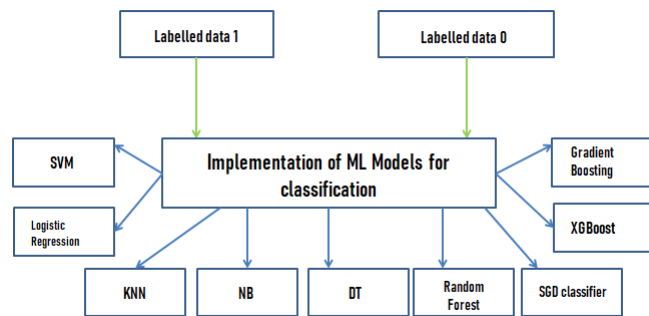 Labelled data 1
Labelled data 0
Implementation of ML Models for
classification
SVM
Logistic
Regression
KNN
NB
DT
Random
Forest
SGD classifier
XGBoost
Gradient
Boosting